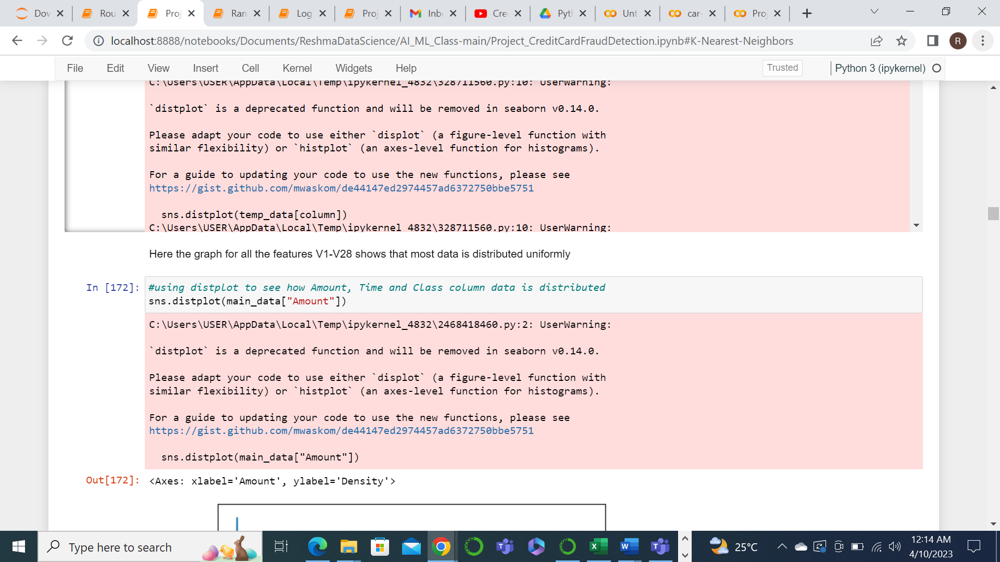 Dov
Rou
Proj
Ran
Log
Proj
Inb
Cre
Pyt
Unt
car-
Proj
localhost:8888/notebooks/Documents/ReshmaDataScience/AI_ML_Class-main/Project_CreditCardFraudDetection.ipynb#K-Nearest-Neighbors
R
File Edit View Insert Cell Kernel Widgets Help
Trusted
Python 3 (ipykernel)
C:\Users\USER\AppData\Local\Temp\ipykernel_4832\328711560.py:10: UserWarning:
`distplot` is a deprecated function and will be removed in seaborn v0.14.0.
Please adapt your code to use either `displot` (a figure-level function with
similar flexibility) or `histplot` (an axes-level function for histograms).
For a guide to updating your code to use the new functions, please see
https://gist.github.com/mwaskom/de44147ed2974457ad6372750bbe5751
sns.distplot(temp_data[column])
C:\Users\USER\AppData\Local\Temp\ipykernel_4832\328711560.py:10: UserWarning:
Here the graph for all the features V1-V28 shows that most data is distributed uniformly
In [172]: #using distplot to see how Amount, Time and Class column data is distributed
sns.distplot(main_data["Amount"])
C:\Users\USER\AppData\Local\Temp\ipykernel_4832\2468418460.py:2: UserWarning:
`distplot` is a deprecated function and will be removed in seaborn v0.14.0.
Please adapt your code to use either `displot` (a figure-level function with
similar flexibility) or `histplot` (an axes-level function for histograms).
For a guide to updating your code to use the new functions, please see
https://gist.github.com/mwaskom/de44147ed2974457ad6372750bbe5751
sns.distplot(main_data["Amount"])
Out[172]: <Axes: xlabel='Amount', ylabel='Density'>
Type here to search
25°C
12:14 AM
4/10/2023